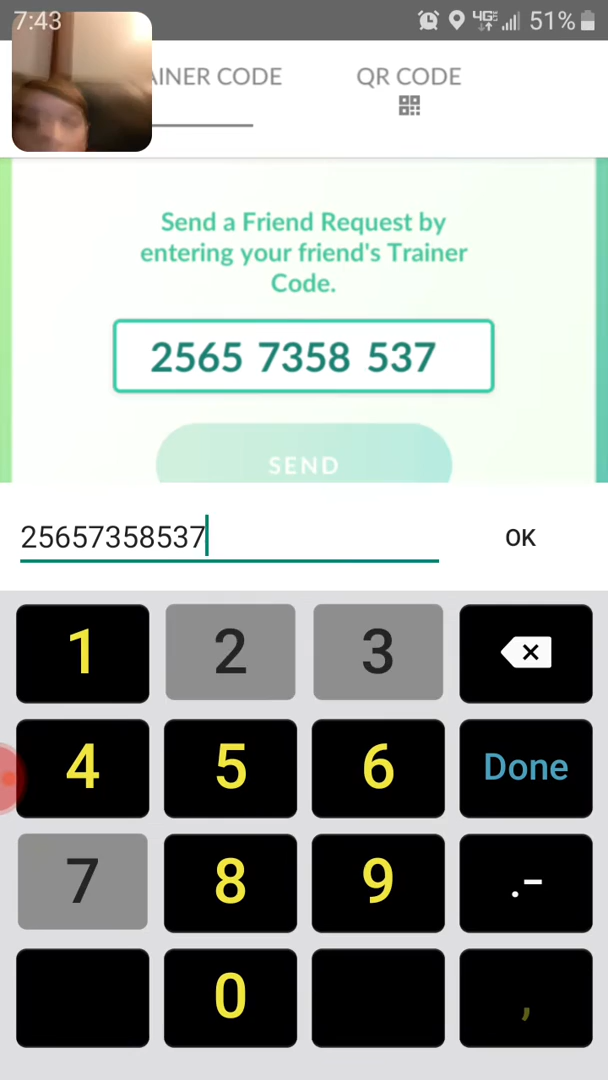 7:43 4GE 51%
AINER CODE QR CODE
Send a Friend Request by
entering your friend's Trainer
Code.
2565 7358 537
SEND
25657358537 OK
1 2 3
4 5 6 Done
7 8 9 .-
0 ,